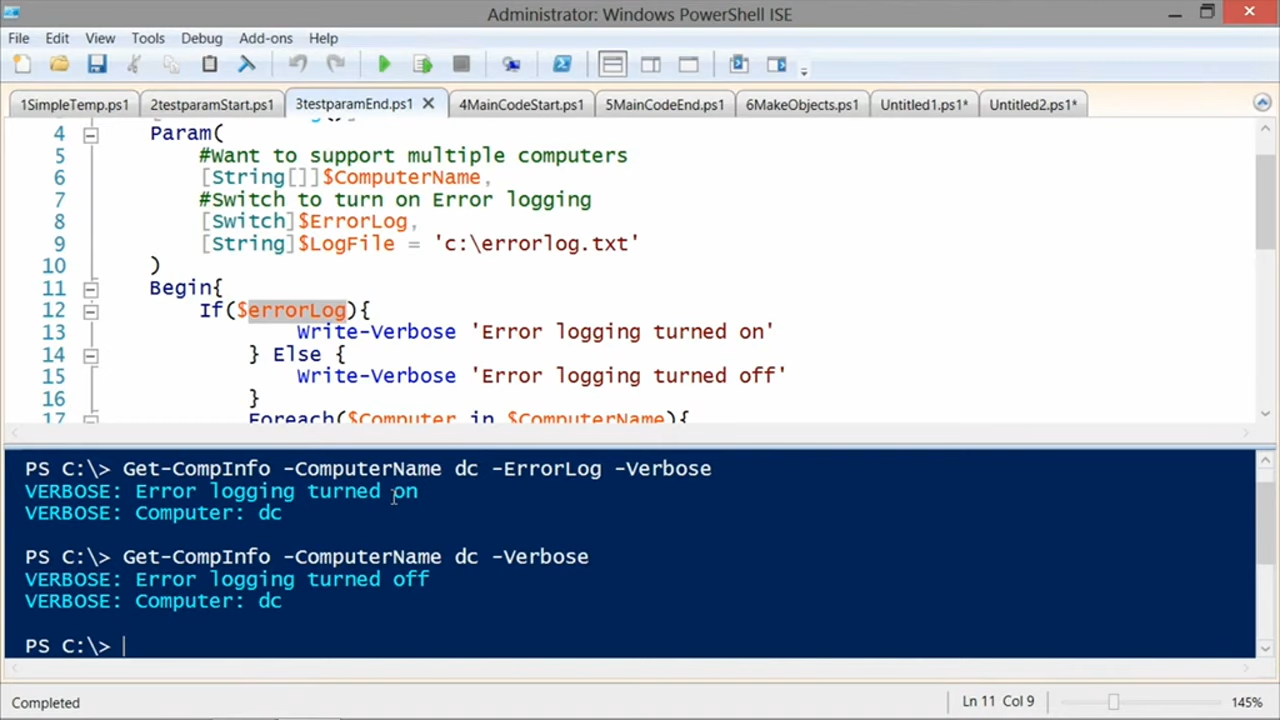 Administrator: Windows PowerShell ISE
File Edit View Tools Debug Add-ons Help
1SimpleTemp.ps1 2testparamStart.ps1 3testparamEnd.ps1 4MainCodeStart.ps1 5MainCodeEnd.ps1 6MakeObjects.ps1 Untitled1.ps1* Untitled2.ps1*
4 Param(
5 #Want to support multiple computers
6 [String[]]$ComputerName,
7 #Switch to turn on Error logging
8 [Switch]$ErrorLog,
9 [String]$LogFile = 'c:\errorlog.txt'
10 )
11 Begin{
12 If($errorLog){
13 Write-Verbose 'Error logging turned on'
14 } Else {
15 Write-Verbose 'Error logging turned off'
16 }
17 Foreach($Computer in $ComputerName){
PS C:\> Get-CompInfo -ComputerName dc -ErrorLog -Verbose
VERBOSE: Error logging turned on
VERBOSE: Computer: dc
PS C:\> Get-CompInfo -ComputerName dc -Verbose
VERBOSE: Error logging turned off
VERBOSE: Computer: dc
PS C:\>
Completed Ln 11 Col 9 145%